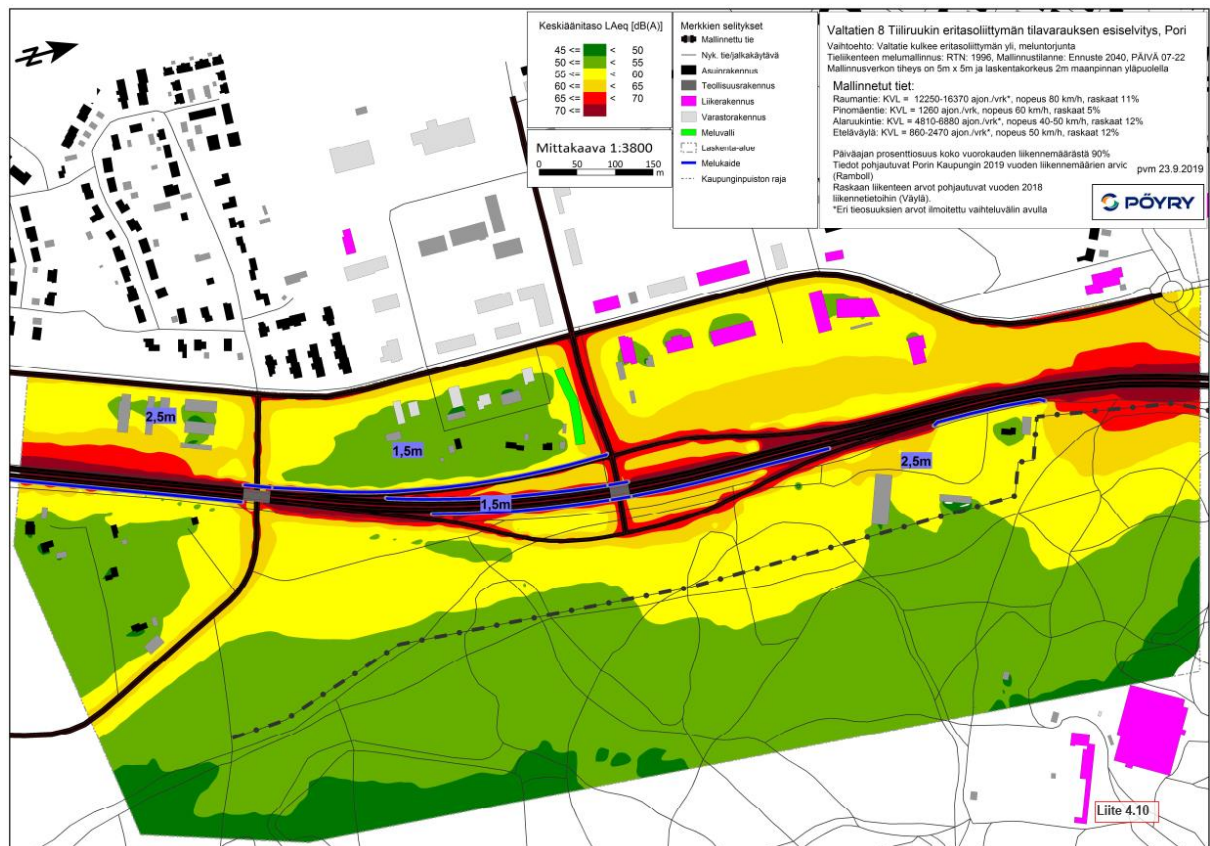 Keskiäänitaso LAeq [dB(A)]
45 <= < 50
50 <= < 55
55 <= < 60
60 <= < 65
65 <= < 70
70 <=
Mittakaava 1:3800
0 50 100 150
m
Merkkien selitykset
Mallinnettu tie
Nyk. tie/jalkakäytävä
Asuinrakennus
Teollisuusrakennus
Liikerakennus
Varastorakennus
Meluvalli
Laskenta-alue
Melukaide
Kaupunginpuiston raja
Valtatien 8 Tiiliruukin eritasoliittymän tilavarauksen esiselvitys, Pori
Vaihtoehto: Valtatie kulkee eritasoliittymän yli, meluntorjunta
Tieliikenteen melumallinnus: RTN: 1996, Mallinnustilanne: Ennuste 2040, PÄIVÄ 07-22
Mallinnusverkon tiheys on 5m x 5m ja laskentakorkeus 2m maanpinnan yläpuolella
Mallinnetut tiet:
Raumantie: KVL = 12250-16370 ajon./vrk*, nopeus 80 km/h, raskaat 11%
Pinomäentie: KVL = 1260 ajon./vrk, nopeus 60 km/h, raskaat 5%
Alaruukintie: KVL = 4810-6880 ajon./vrk*, nopeus 40-50 km/h, raskaat 12%
Eteläväylä: KVL = 860-2470 ajon./vrk*, nopeus 50 km/h, raskaat 12%
Päiväajan prosenttiosuus koko vuorokauden liikennemäärästä 90%
Tiedot pohjautuvat Porin Kaupungin 2019 vuoden liikennemäärien arvic
(Ramboll)
pvm 23.9.2019
Raskaan liikenteen arvot pohjautuvat vuoden 2018
liikennetietoihin (Väylä).
*Eri tieosuuksien arvot ilmoitettu vaihteluvälin avulla
PÖYRY
2,5m
1,5m
2,5m
1,5m
Liite 4.10